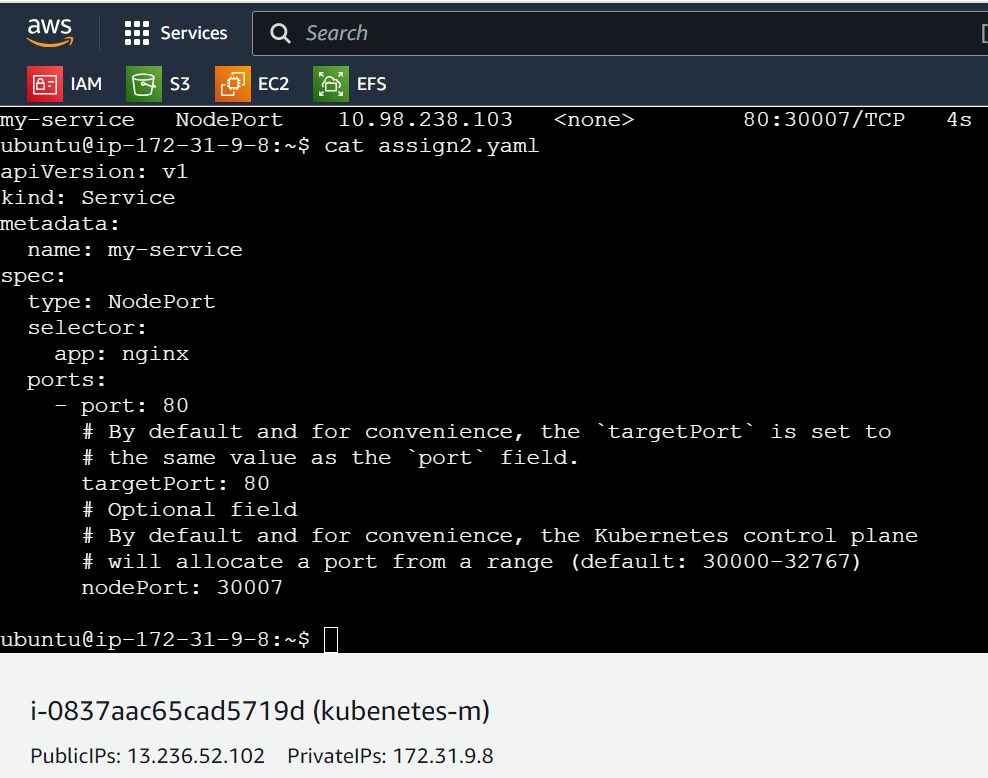 aws Services Search
IAM S3 EC2 EFS
my-service NodePort 10.98.238.103 <none> 80:30007/TCP 4s
ubuntu@ip-172-31-9-8:~$ cat assign2.yaml
apiVersion: v1
kind: Service
metadata:
  name: my-service
spec:
  type: NodePort
  selector:
    app: nginx
  ports:
    - port: 80
      # By default and for convenience, the `targetPort` is set to
      # the same value as the `port` field.
      targetPort: 80
      # Optional field
      # By default and for convenience, the Kubernetes control plane
      # will allocate a port from a range (default: 30000-32767)
      nodePort: 30007
ubuntu@ip-172-31-9-8:~$
i-0837aac65cad5719d (kubenetes-m)
PublicIPs: 13.236.52.102 PrivateIPs: 172.31.9.8